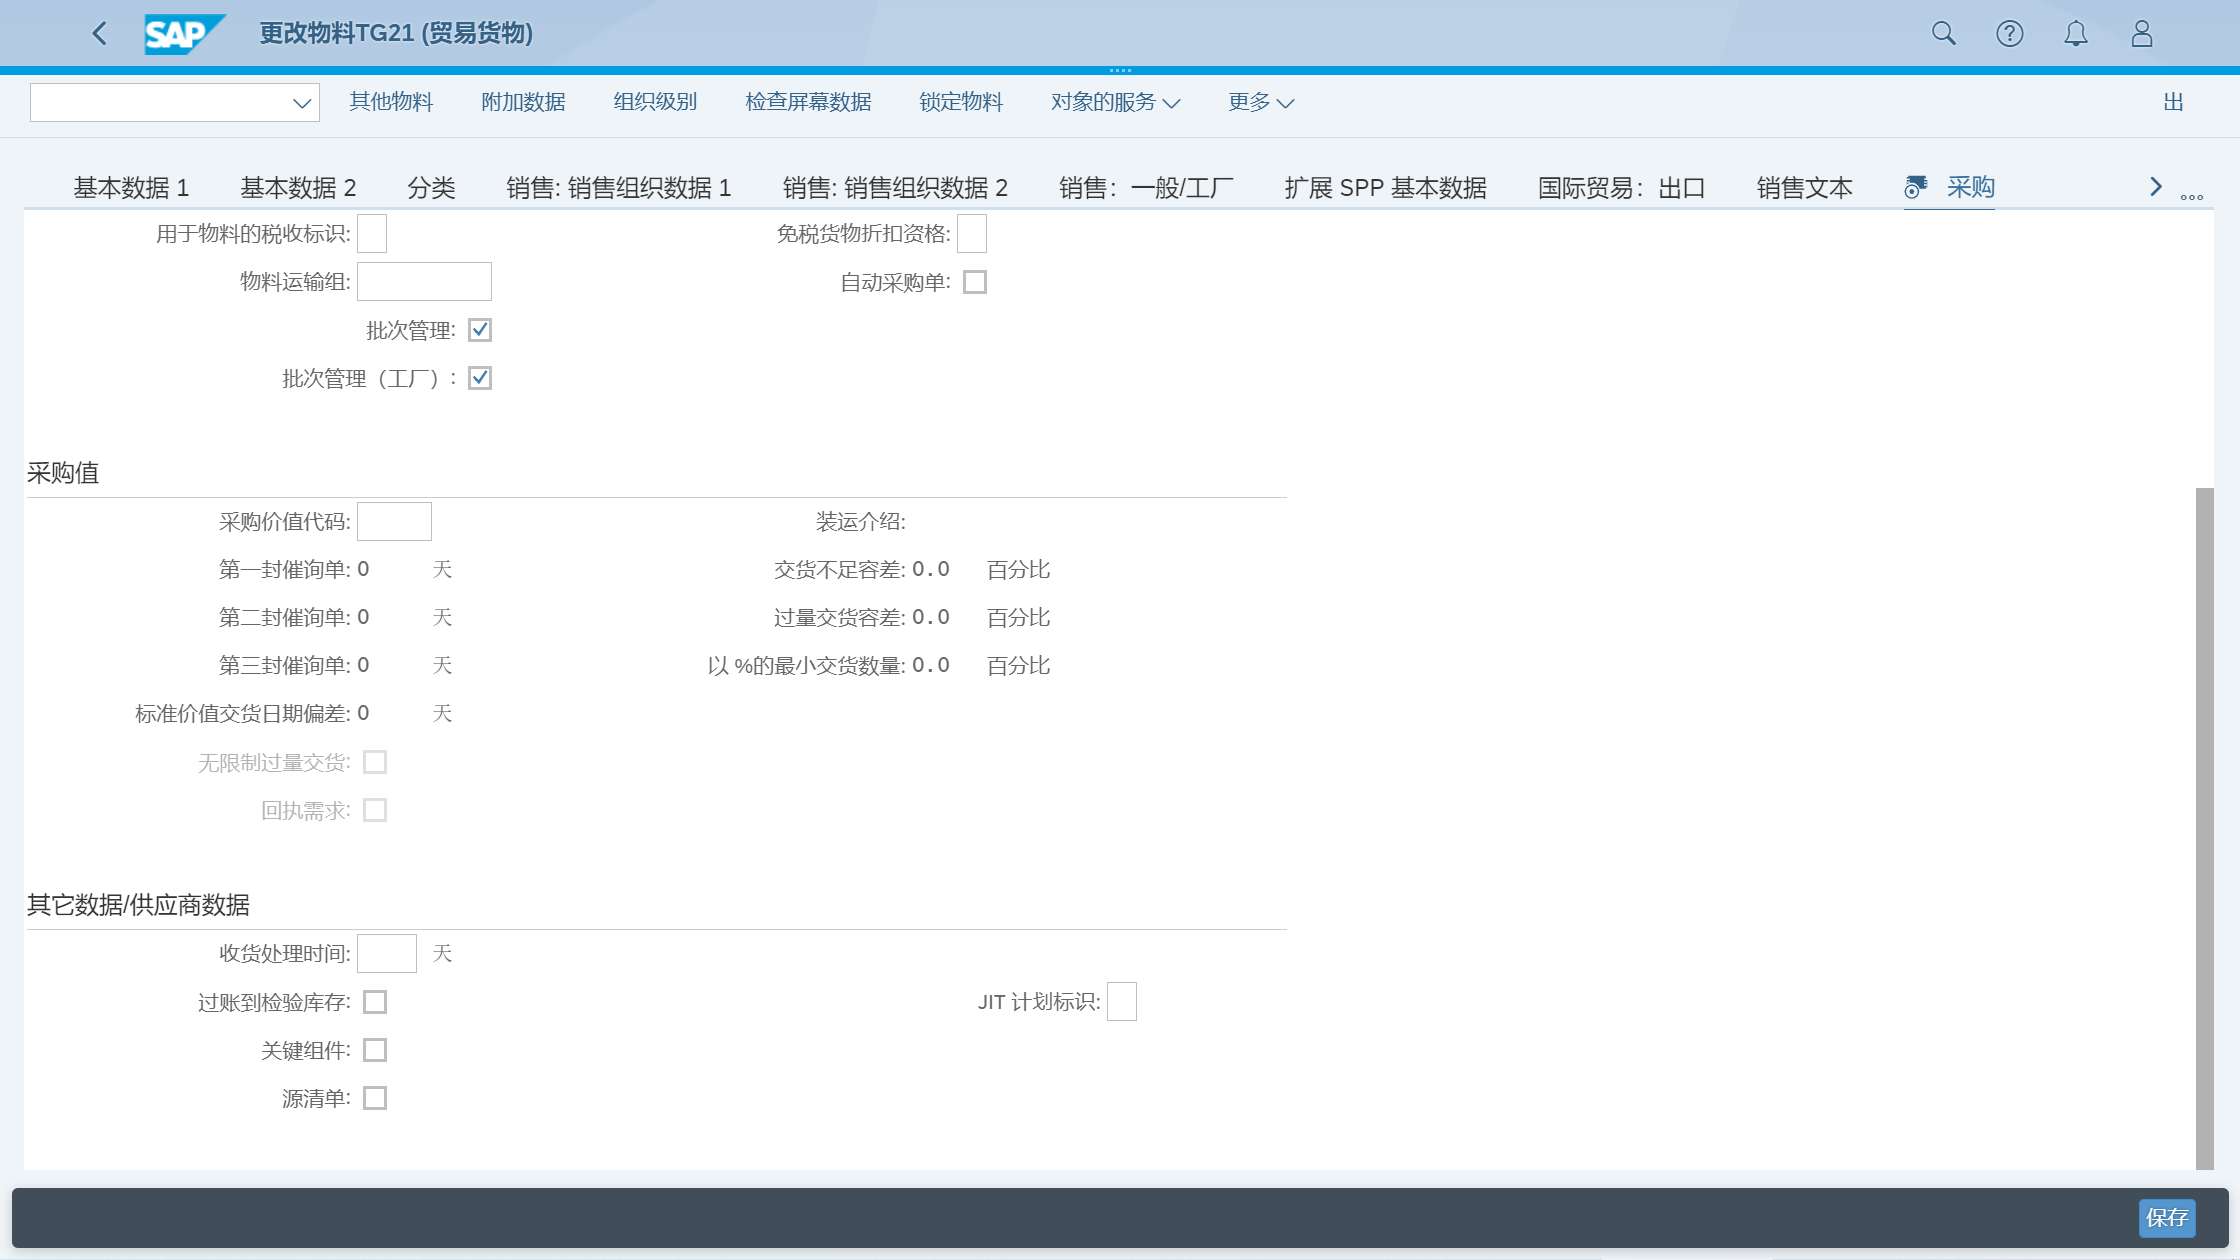 SAP 更改物料TG21 (贸易货物)
其他物料 附加数据 组织级别 检查屏幕数据 锁定物料 对象的服务 更多 出
基本数据 1 基本数据 2 分类 销售: 销售组织数据 1 销售: 销售组织数据 2 销售：一般/工厂 扩展 SPP 基本数据 国际贸易：出口 销售文本 采购
用于物料的税收标识: 免税货物折扣资格:
物料运输组: 自动采购单:
批次管理:
批次管理（工厂）:
采购值
采购价值代码: 装运介绍:
第一封催询单: 0 天 交货不足容差: 0.0 百分比
第二封催询单: 0 天 过量交货容差: 0.0 百分比
第三封催询单: 0 天 以 %的最小交货数量: 0.0 百分比
标准价值交货日期偏差: 0 天
无限制过量交货:
回执需求:
其它数据/供应商数据
收货处理时间: 天
过账到检验库存: JIT 计划标识:
关键组件:
源清单:
保存